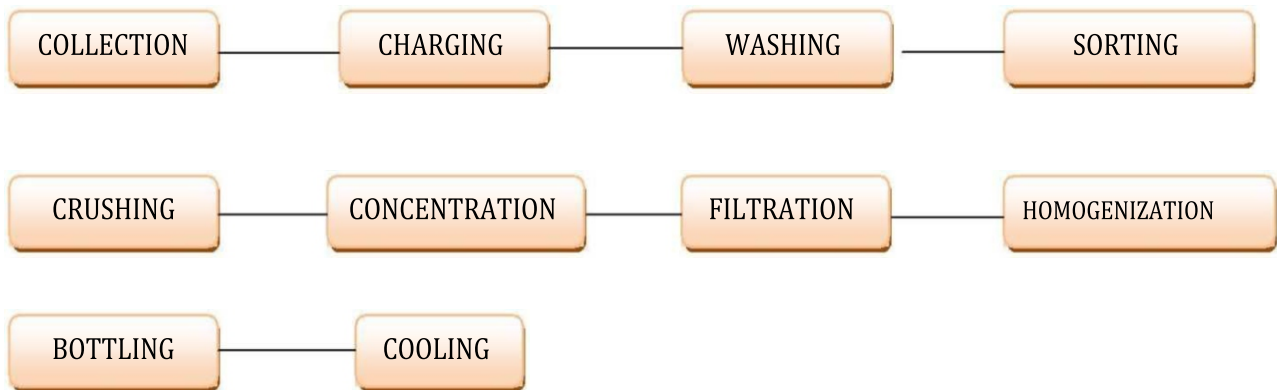 COLLECTION CHARGING WASHING SORTING
CRUSHING CONCENTRATION FILTRATION HOMOGENIZATION
BOTTLING COOLING